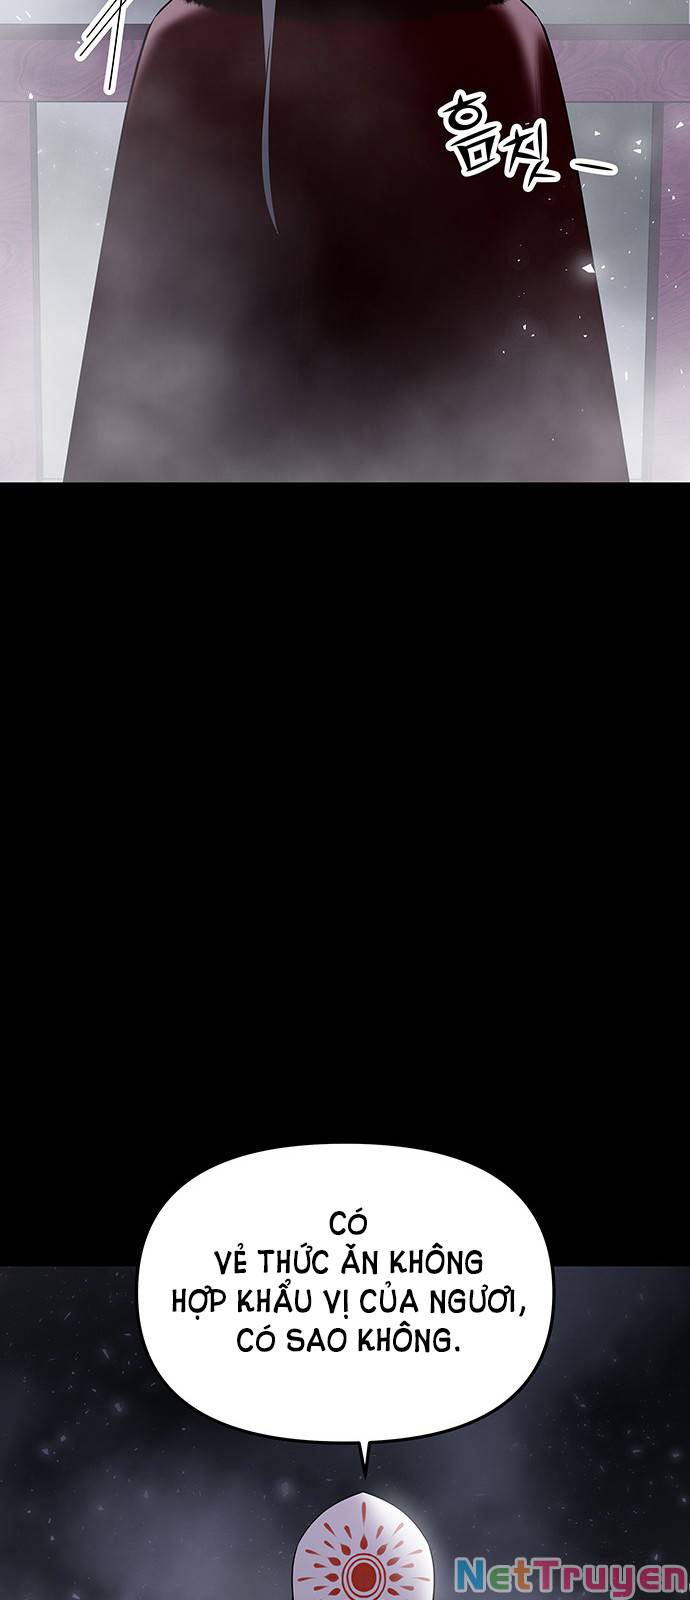 흠칫
CÓ
VẺ THỨC ĂN KHÔNG
HỢP KHẨU VỊ CỦA NGƯƠI,
CÓ SAO KHÔNG.
NetTruyen